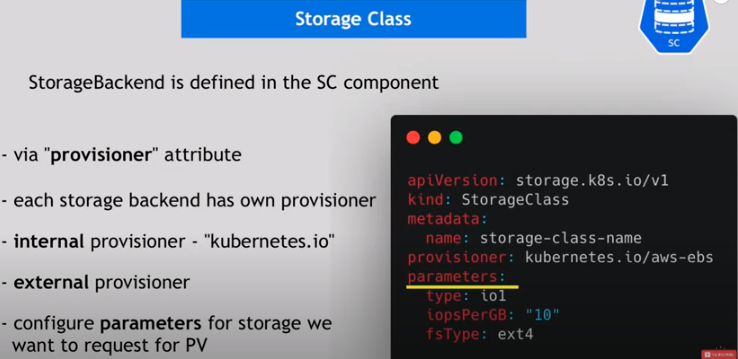 Storage Class
SC
StorageBackend is defined in the SC component
- via "provisioner" attribute
- each storage backend has own provisioner
- internal provisioner - "kubernetes.io"
- external provisioner
- configure parameters for storage we
want to request for PV
apiVersion: storage.k8s.io/v1
kind: StorageClass
metadata:
  name: storage-class-name
provisioner: kubernetes.io/aws-ebs
parameters:
  type: io1
  iopsPerGB: "10"
  fsType: ext4